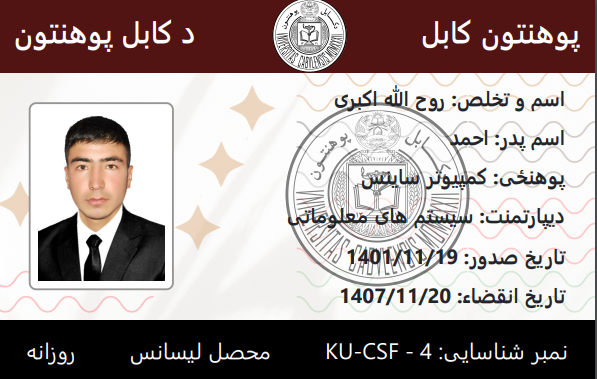 پوهنتون کابل
د کابل پوهنتون
اسم و تخلص: روح الله اکبری
اسم پدر: احمد
پوهنځی: کمپیوتر ساینس
دیپارتمنت: سیستم های معلوماتی
تاریخ صدور: 1401/11/19
تاریخ انقضاء: 1407/11/20
نمبر شناسایی: KU-CSF - 4
محصل لیسانس
روزانه